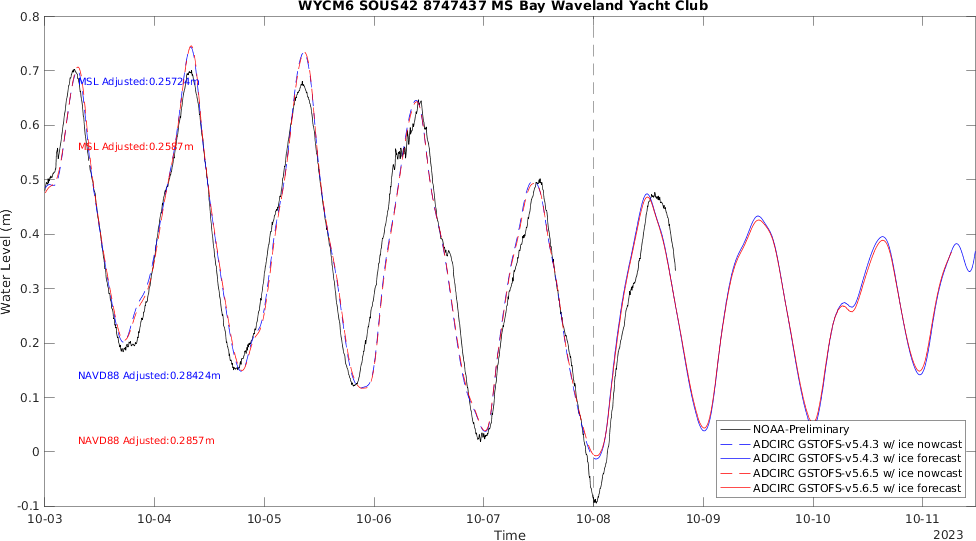 WYCM6 SOUS42 8747437 MS Bay Waveland Yacht Club
0.8
0.7
0.6
0.5
0.4
0.3
0.2
0.1
0
-0.1
Water Level (m)
MSL Adjusted:0.25724m
MSL Adjusted:0.2587m
NAVD88 Adjusted:0.28424m
NAVD88 Adjusted:0.2857m
NOAA-Preliminary
ADCIRC GSTOFS-v5.4.3 w/ ice nowcast
ADCIRC GSTOFS-v5.4.3 w/ ice forecast
ADCIRC GSTOFS-v5.6.5 w/ ice nowcast
ADCIRC GSTOFS-v5.6.5 w/ ice forecast
10-03 10-04 10-05 10-06 10-07 10-08 10-09 10-10 10-11
Time
2023